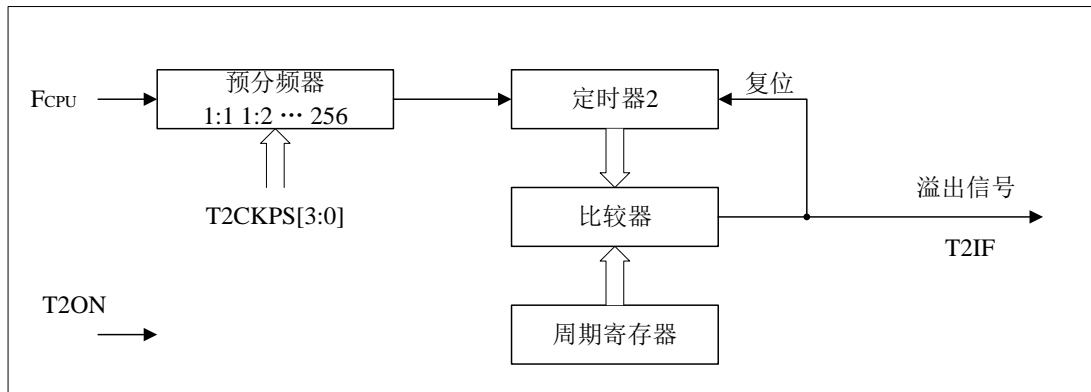 预分频器
1:1 1:2 ··· 256
FCPU
定时器2
复位
T2CKPS[3:0]
比较器
溢出信号
T2IF
T2ON
周期寄存器